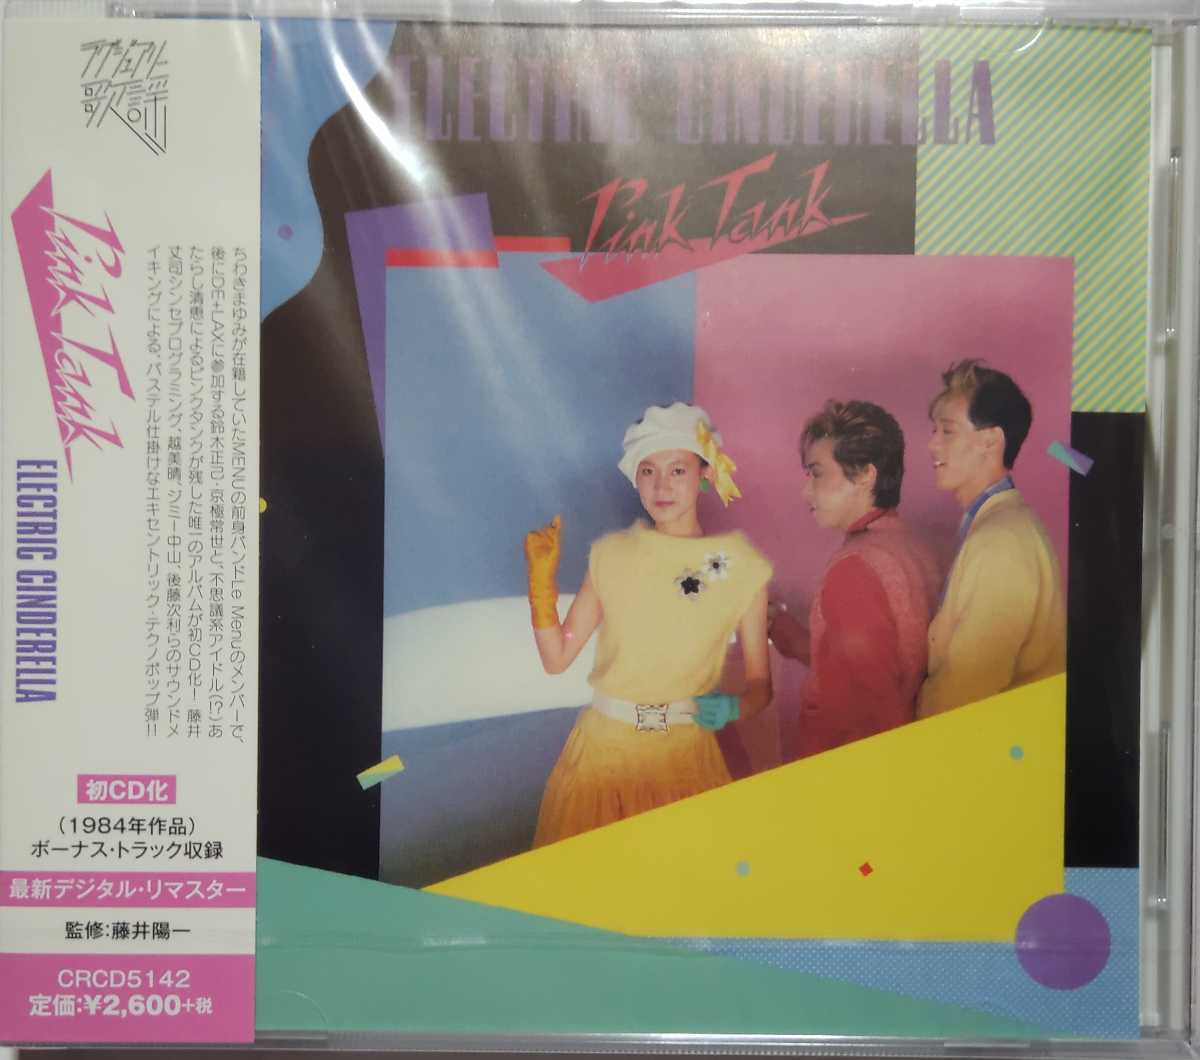 ラグジュアリー
歌謡
Pink Tank
ELECTRIC CINDERELLA
ちわきまゆみが在籍していたMENUの前身バンドLe Menuのメンバーで、
後にDE+LAXに参加する鈴木正己・京極常世と、不思議系アイドル(?)あ
たらし清恵によるピンクタンクが残した唯一のアルバムが初CD化! 藤井
丈司シンセプログラミング、越美晴、ジミー中山、後藤次利らのサウンドメ
イキングによる、パステル仕掛けなエキセントリック・テクノポップ弾!!
初CD化
(1984年作品)
ボーナス・トラック収録
最新デジタル・リマスター
監修:藤井陽一
CRCD5142
定価:¥2,600+税
ELECTRIC CINDERELLA
Pink Tank